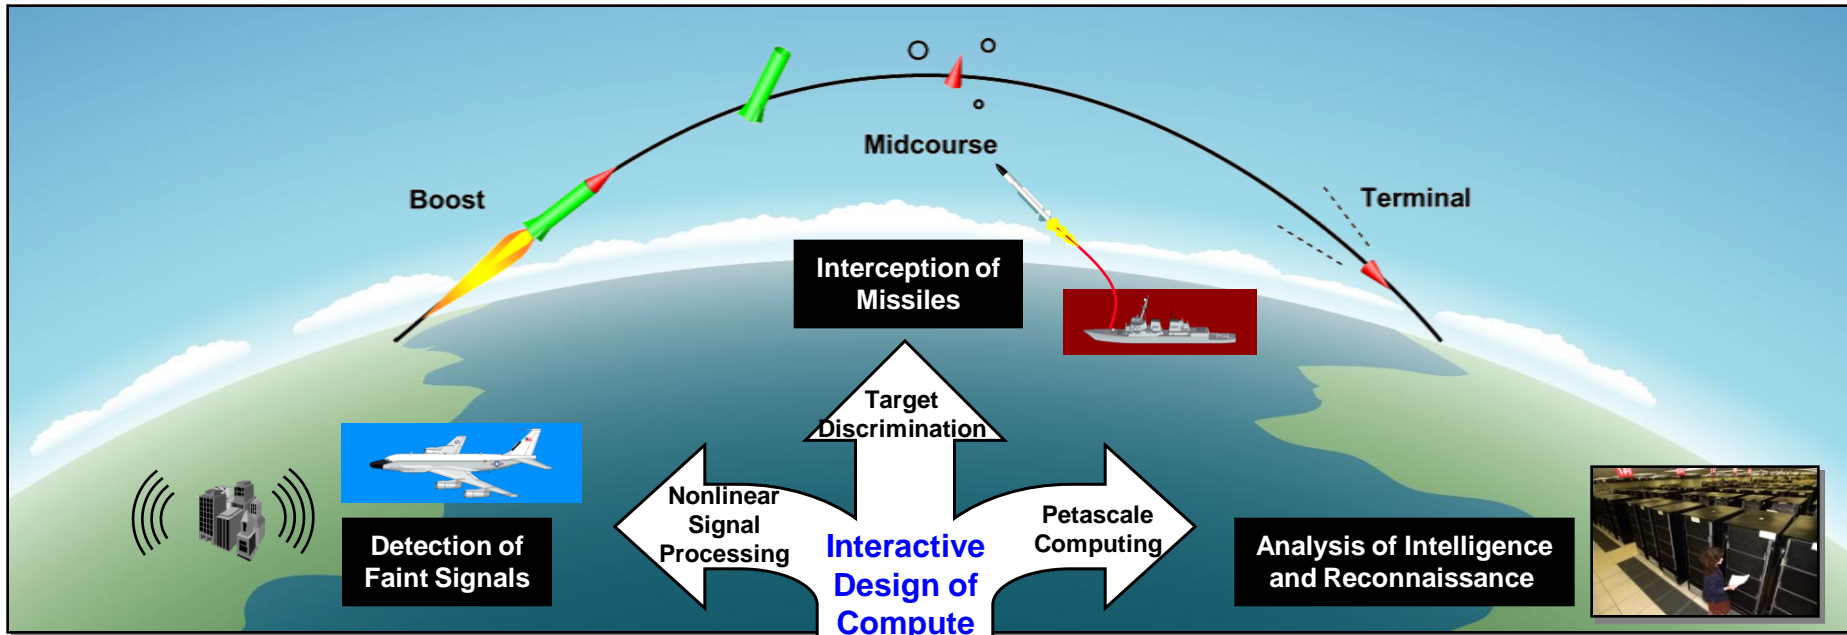 Boost
Midcourse
Terminal
Interception of
Missiles
Target
Discrimination
Nonlinear
Signal
Processing
Petascale
Computing
Detection of
Faint Signals
Interactive
Design of
Compute
Analysis of Intelligence
and Reconnaissance